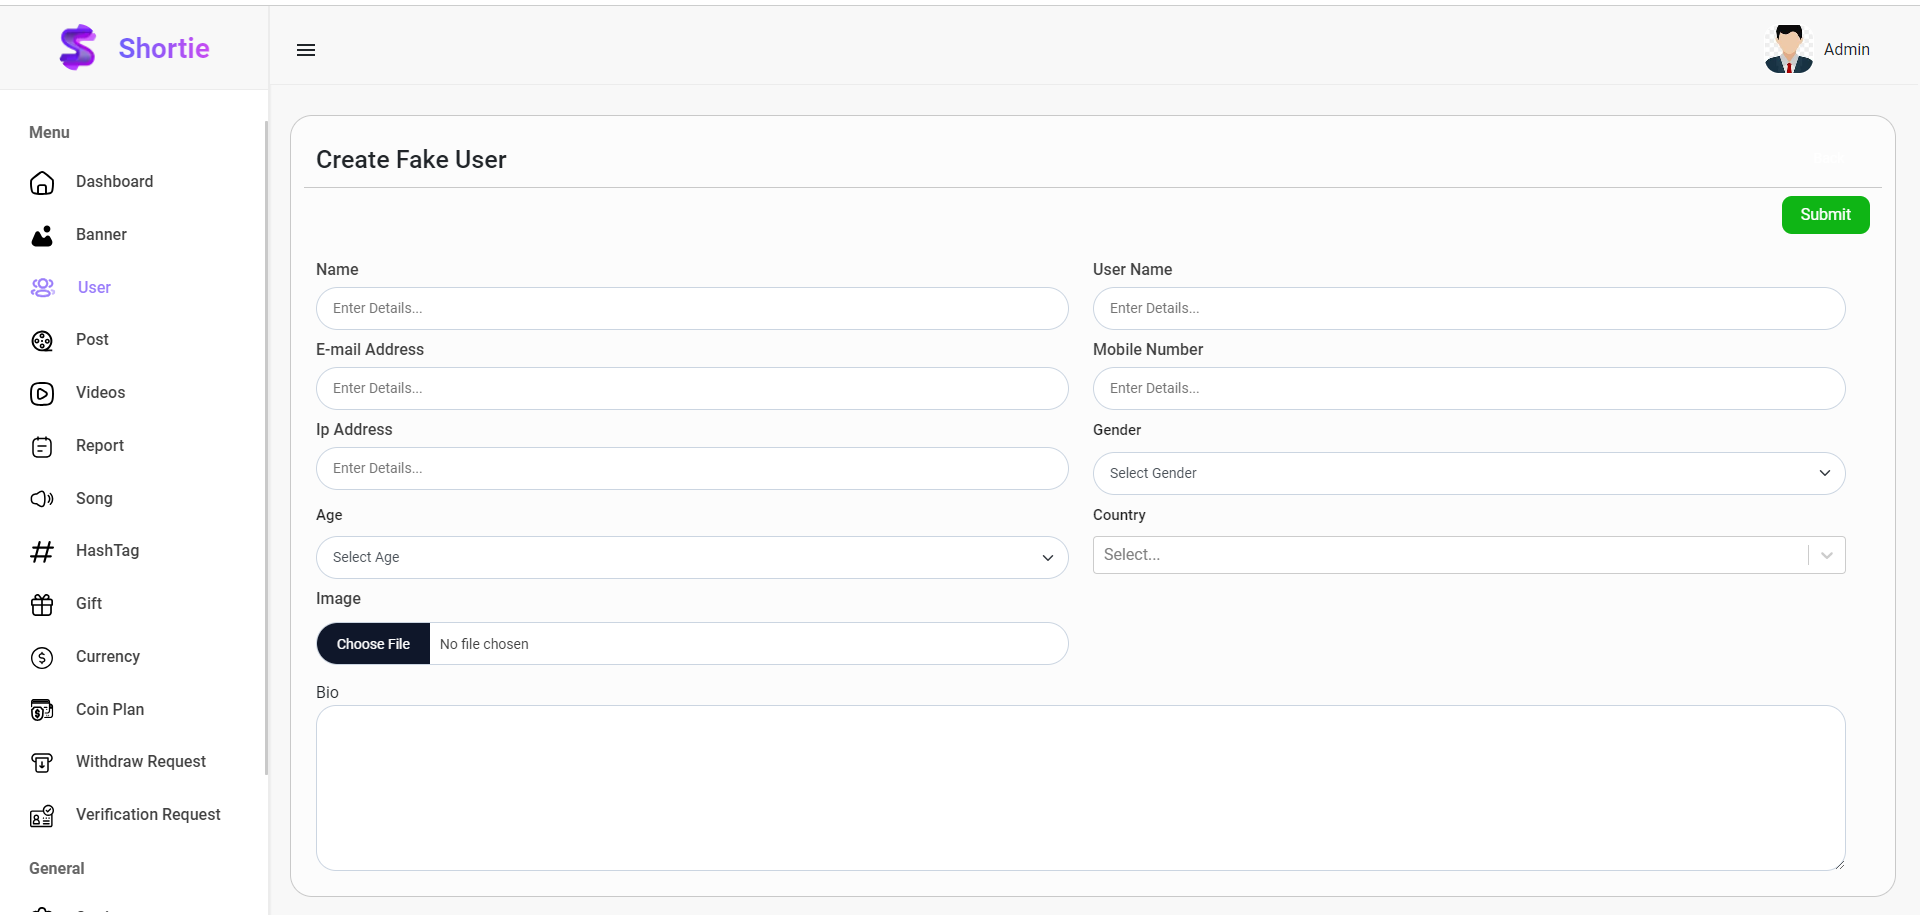 Shortie
Admin
Menu
Dashboard
Banner
User
Post
Videos
Report
Song
HashTag
Gift
Currency
Coin Plan
Withdraw Request
Verification Request
General
Create Fake User
Submit
Name
Enter Details...
User Name
Enter Details...
E-mail Address
Enter Details...
Mobile Number
Enter Details...
Ip Address
Enter Details...
Gender
Select Gender
Age
Select Age
Country
Select...
Image
Choose File No file chosen
Bio